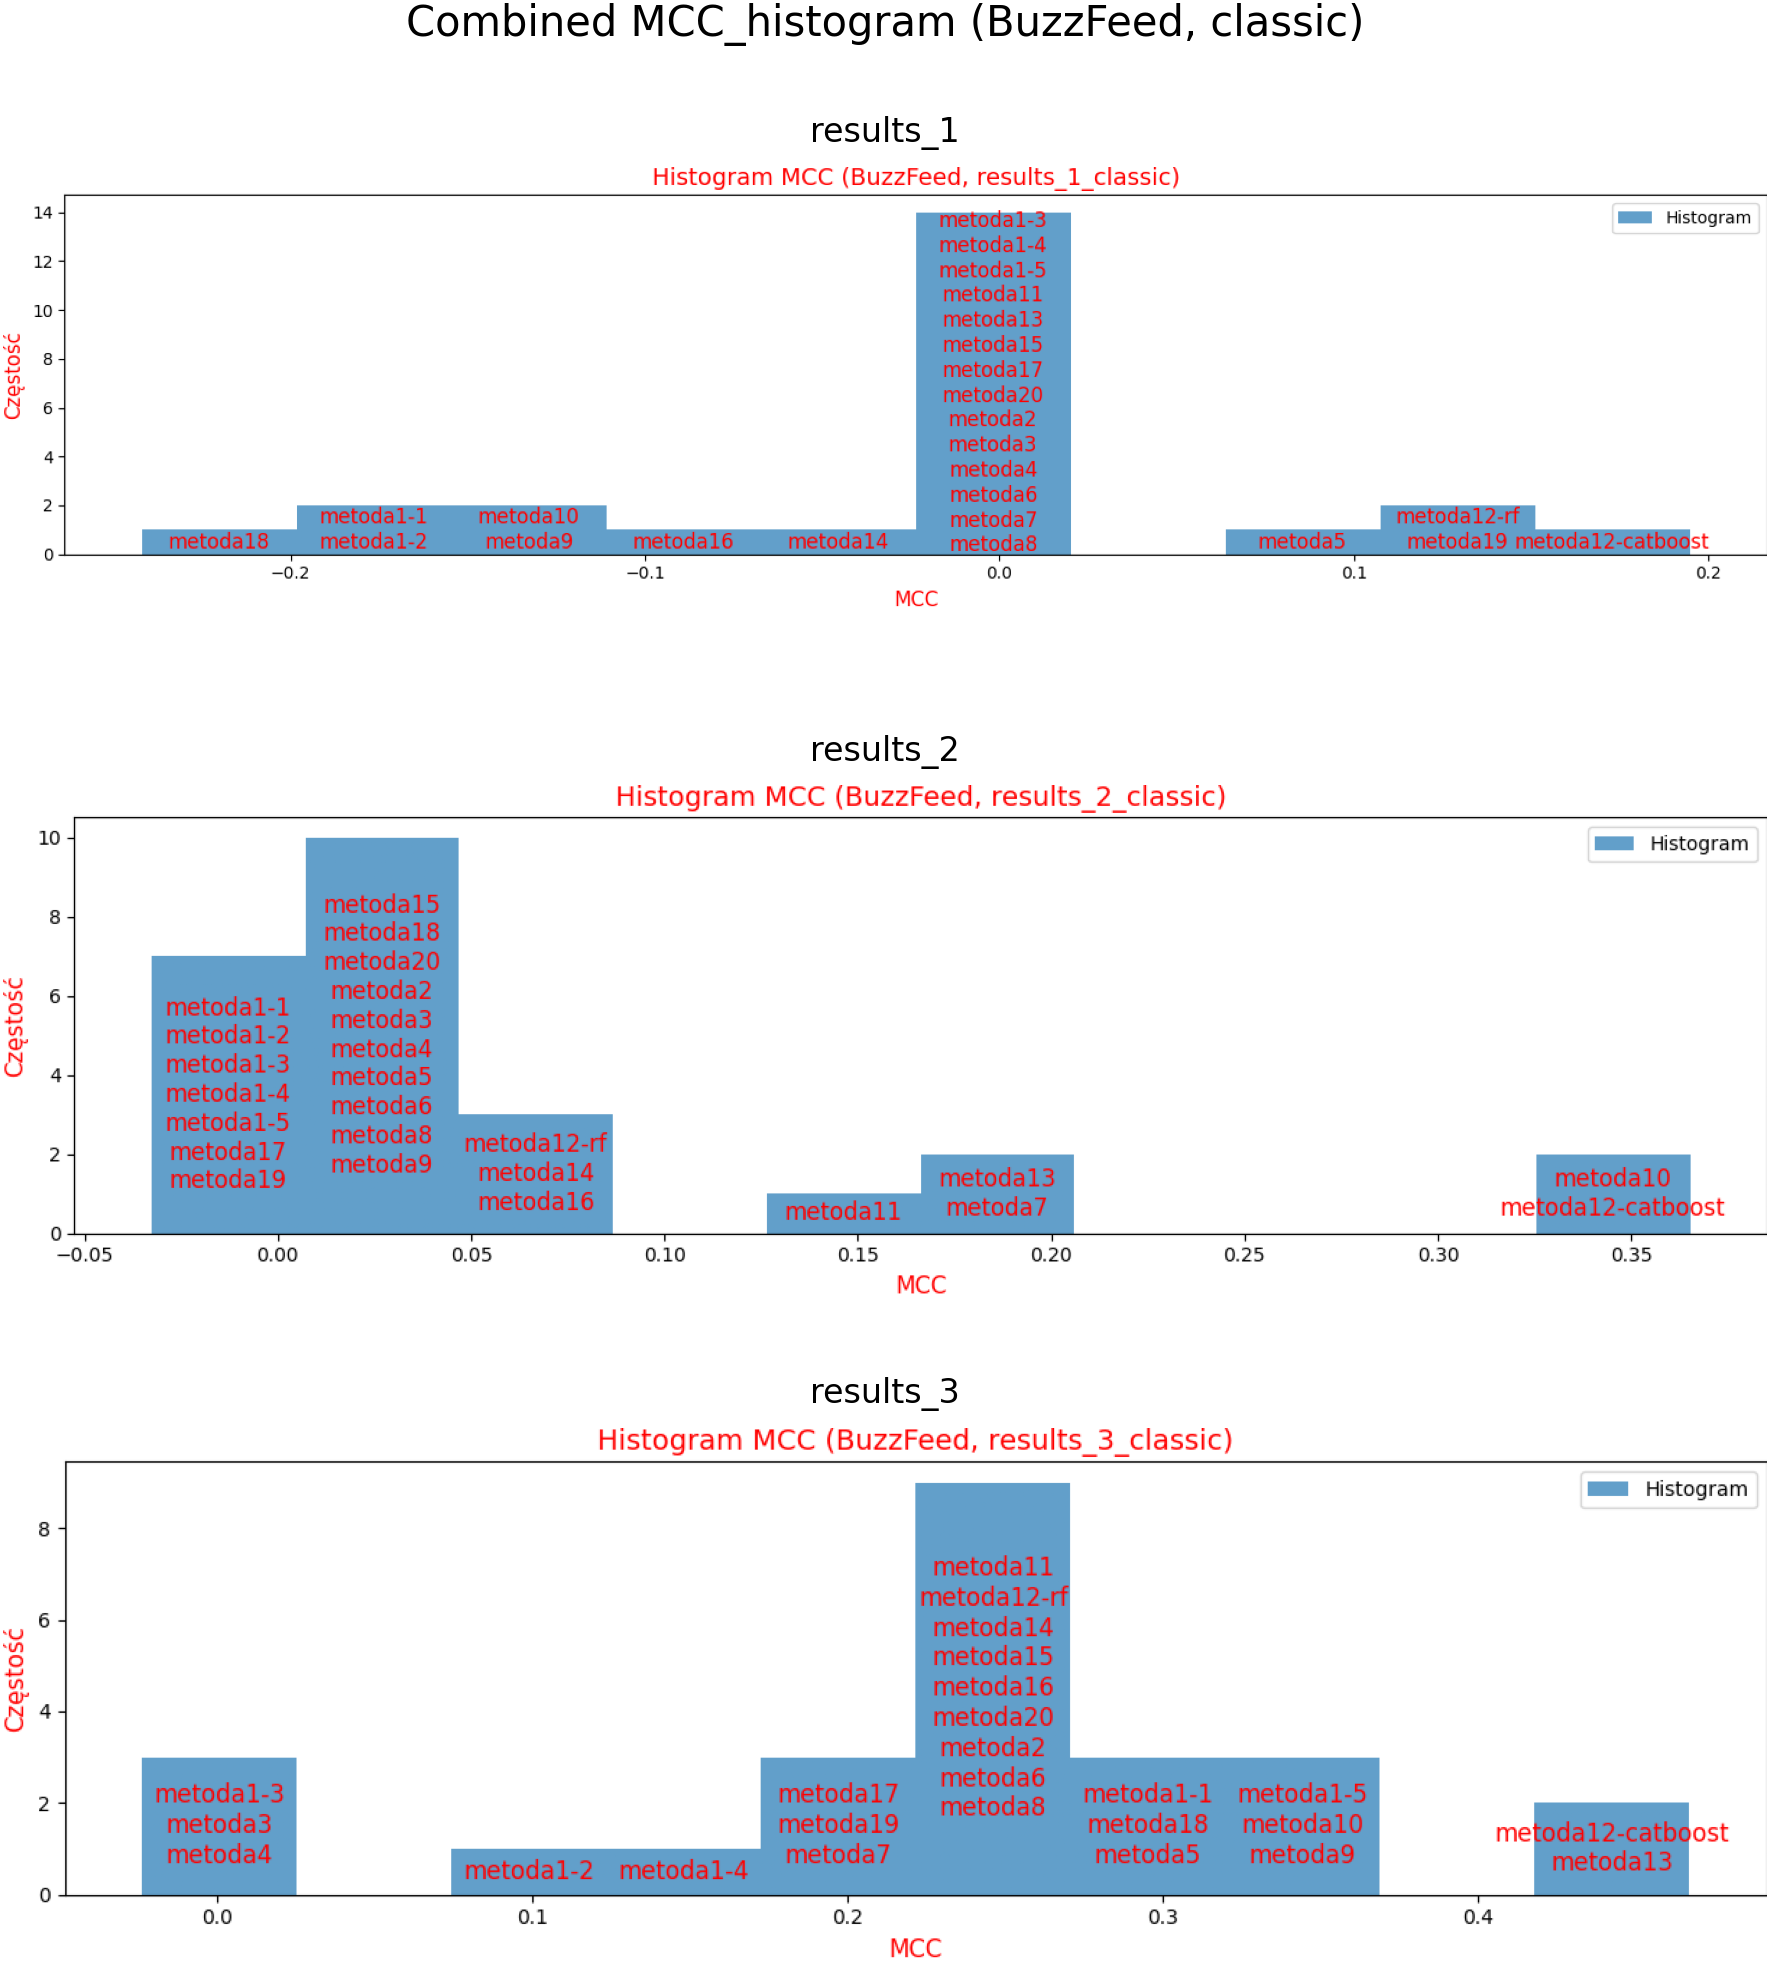 Combined MCC_histogram (BuzzFeed, classic)
results_1
Histogram MCC (BuzzFeed, results_1_classic)
Częstość
14
12
10
8
6
4
2
0
Histogram
metoda1-3
metoda1-4
metoda1-5
metoda11
metoda13
metoda15
metoda17
metoda20
metoda2
metoda3
metoda4
metoda6
metoda7
metoda8
metoda18
metoda1-1
metoda1-2
metoda10
metoda9
metoda16
metoda14
metoda5
metoda12-rf
metoda19
metoda12-catboost
−0.2
−0.1
0.0
0.1
0.2
MCC
results_2
Histogram MCC (BuzzFeed, results_2_classic)
Częstość
10
8
6
4
2
0
Histogram
metoda1-1
metoda1-2
metoda1-3
metoda1-4
metoda1-5
metoda17
metoda19
metoda15
metoda18
metoda20
metoda2
metoda3
metoda4
metoda5
metoda6
metoda8
metoda9
metoda12-rf
metoda14
metoda16
metoda11
metoda13
metoda7
metoda10
metoda12-catboost
−0.05
0.00
0.05
0.10
0.15
0.20
0.25
0.30
0.35
MCC
results_3
Histogram MCC (BuzzFeed, results_3_classic)
Częstość
8
6
4
2
0
Histogram
metoda1-3
metoda3
metoda4
metoda1-2
metoda1-4
metoda17
metoda19
metoda7
metoda11
metoda12-rf
metoda14
metoda15
metoda16
metoda20
metoda2
metoda6
metoda8
metoda1-1
metoda18
metoda5
metoda1-5
metoda10
metoda9
metoda12-catboost
metoda13
0.0
0.1
0.2
0.3
0.4
MCC